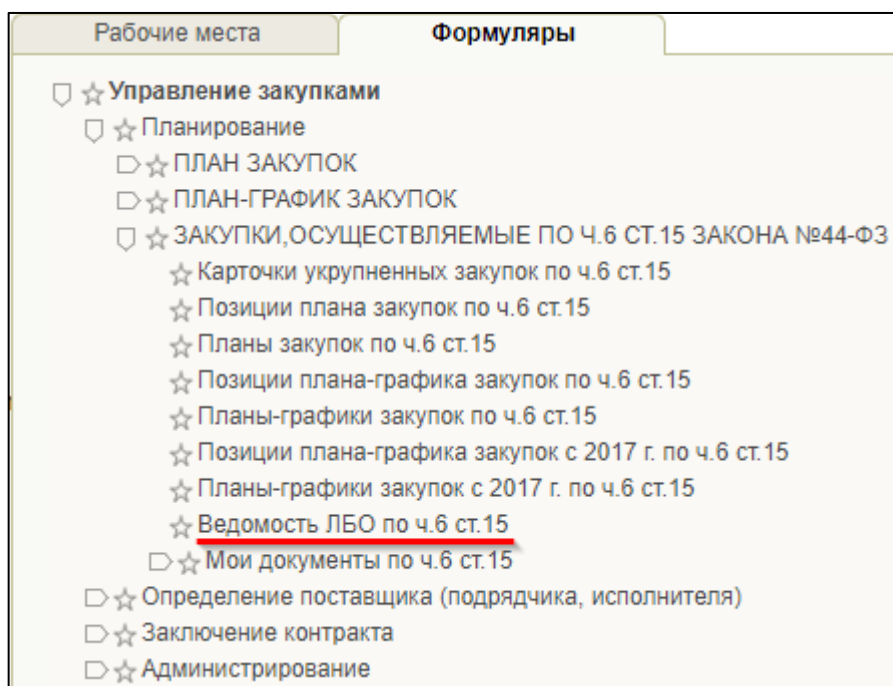 Рабочие места
Формуляры
Управление закупками
Планирование
ПЛАН ЗАКУПОК
ПЛАН-ГРАФИК ЗАКУПОК
ЗАКУПКИ,ОСУЩЕСТВЛЯЕМЫЕ ПО Ч.6 СТ.15 ЗАКОНА №44-ФЗ
Карточки укрупненных закупок по ч.6 ст.15
Позиции плана закупок по ч.6 ст.15
Планы закупок по ч.6 ст.15
Позиции плана-графика закупок по ч.6 ст.15
Планы-графики закупок по ч.6 ст.15
Позиции плана-графика закупок с 2017 г. по ч.6 ст.15
Планы-графики закупок с 2017 г. по ч.6 ст.15
Ведомость ЛБО по ч.6 ст.15
Мои документы по ч.6 ст.15
Определение поставщика (подрядчика, исполнителя)
Заключение контракта
Администрирование